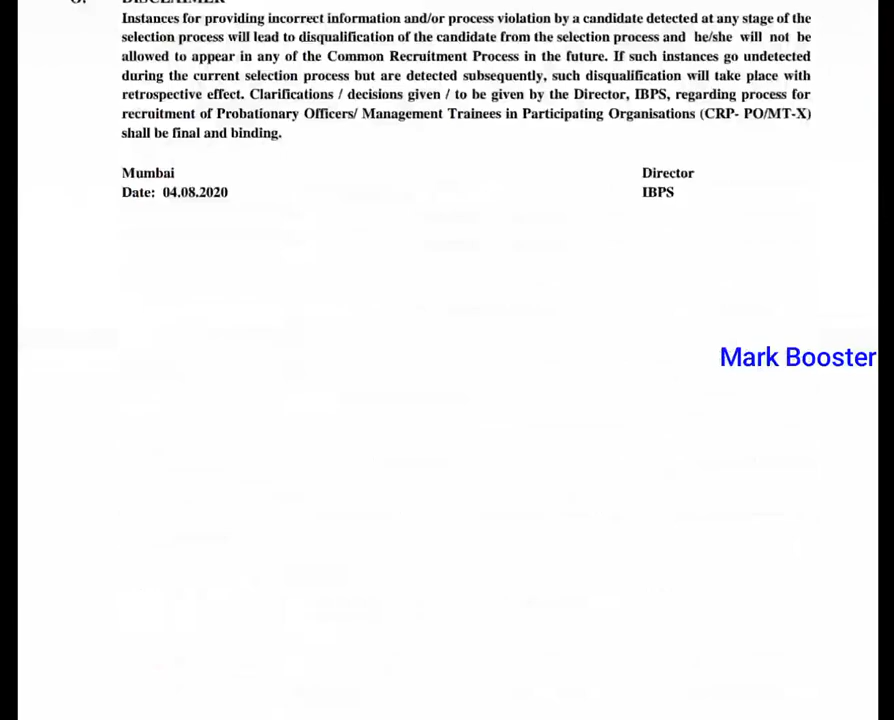 DISCLAIMER
Instances for providing incorrect information and/or process violation by a candidate detected at any stage of the
selection process will lead to disqualification of the candidate from the selection process and he/she will not be
allowed to appear in any of the Common Recruitment Process in the future. If such instances go undetected
during the current selection process but are detected subsequently, such disqualification will take place with
retrospective effect. Clarifications / decisions given / to be given by the Director, IBPS, regarding process for
recruitment of Probationary Officers/ Management Trainees in Participating Organisations (CRP- PO/MT-X)
shall be final and binding.
Mumbai Director
Date: 04.08.2020 IBPS
Mark Booster